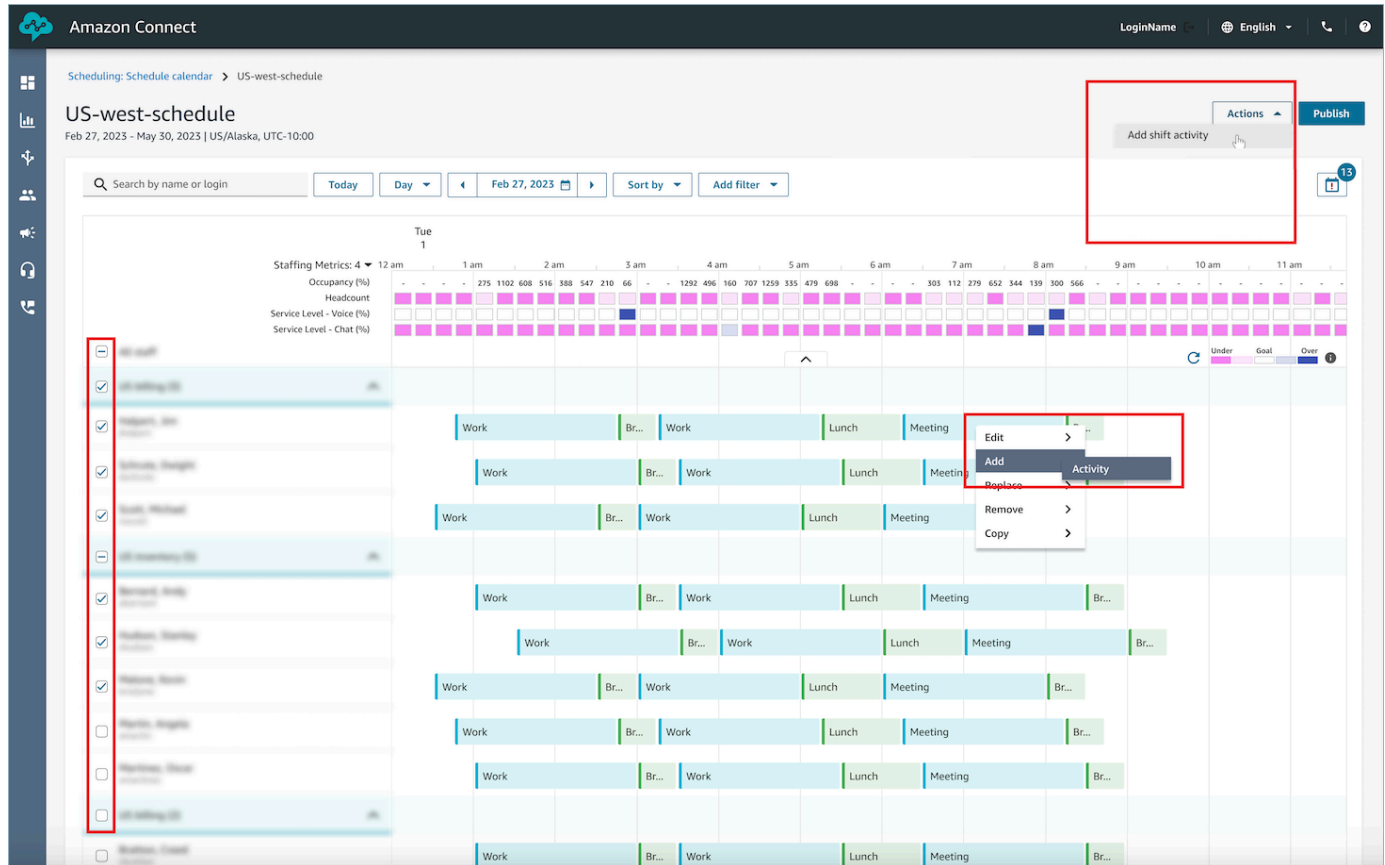 Amazon Connect
LoginName
English
Scheduling: Schedule calendar > US-west-schedule
US-west-schedule
Feb 27, 2023 - May 30, 2023 | US/Alaska, UTC-10:00
Actions
Publish
Add shift activity
Search by name or login
Today
Day
Feb 27, 2023
Sort by
Add filter
13
Tue
1
Staffing Metrics: 4 12 am 1 am 2 am 3 am 4 am 5 am 6 am 7 am 8 am 9 am 10 am 11 am
Occupancy (%) - - - - 275 1102 608 516 388 547 210 66 - - 1292 496 160 707 1259 335 479 698 - - - - 303 112 279 652 344 139 300 566 - - - - - - - - - - - -
Headcount
Service Level - Voice (%)
Service Level - Chat (%)
Under Goal Over
Work Br... Work Lunch Meeting
Edit
Add
Activity
Replace
Remove
Copy
Work Br... Work Lunch Meeting
Work Br... Work Lunch Meeting
Work Br... Work Lunch Meeting Br...
Work Br... Work Lunch Meeting Br...
Work Br... Work Lunch Meeting Br...
Work Br... Work Lunch Meeting Br...
Work Br... Work Lunch Meeting Br...
Work Br... Work Lunch Meeting Br...